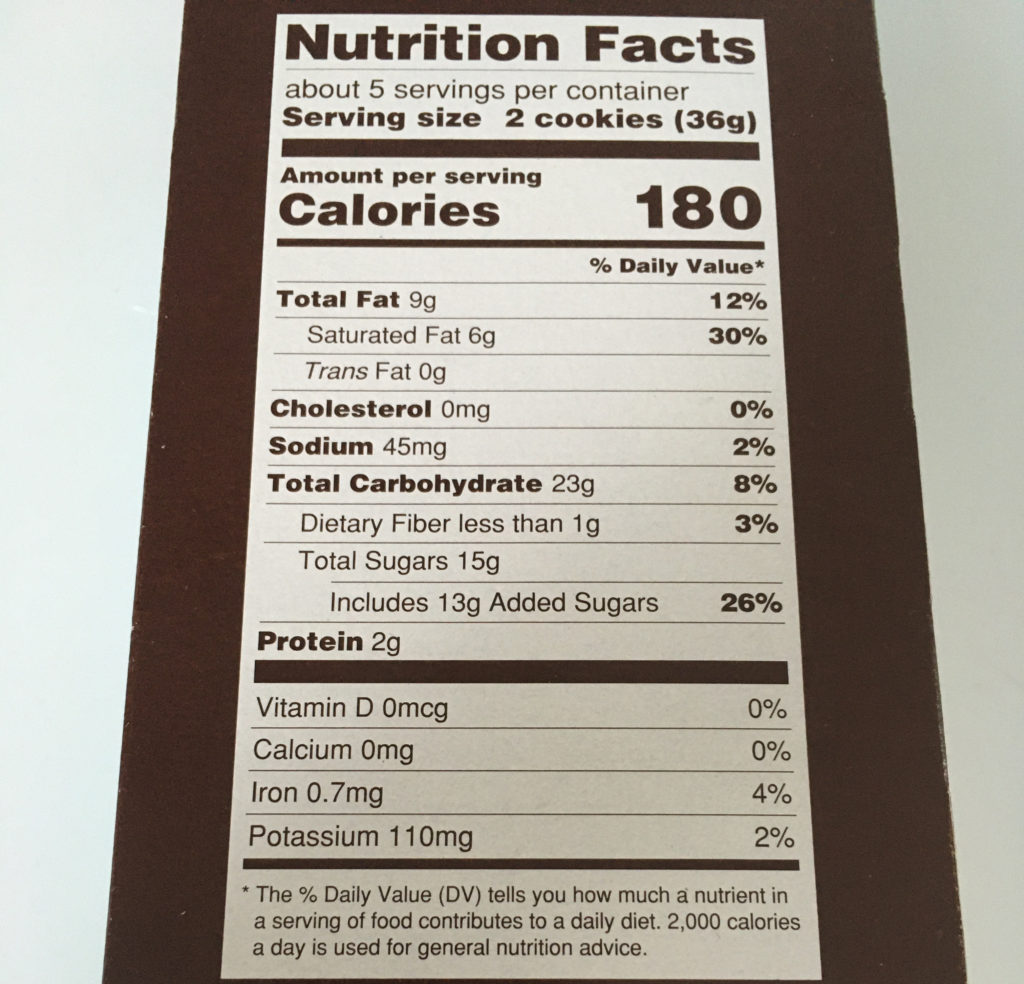 Nutrition Facts
about 5 servings per container
Serving size 2 cookies (36g)
Amount per serving
Calories 180
% Daily Value*
Total Fat 9g 12%
Saturated Fat 6g 30%
Trans Fat 0g
Cholesterol 0mg 0%
Sodium 45mg 2%
Total Carbohydrate 23g 8%
Dietary Fiber less than 1g 3%
Total Sugars 15g
Includes 13g Added Sugars 26%
Protein 2g
Vitamin D 0mcg 0%
Calcium 0mg 0%
Iron 0.7mg 4%
Potassium 110mg 2%
* The % Daily Value (DV) tells you how much a nutrient in
a serving of food contributes to a daily diet. 2,000 calories
a day is used for general nutrition advice.